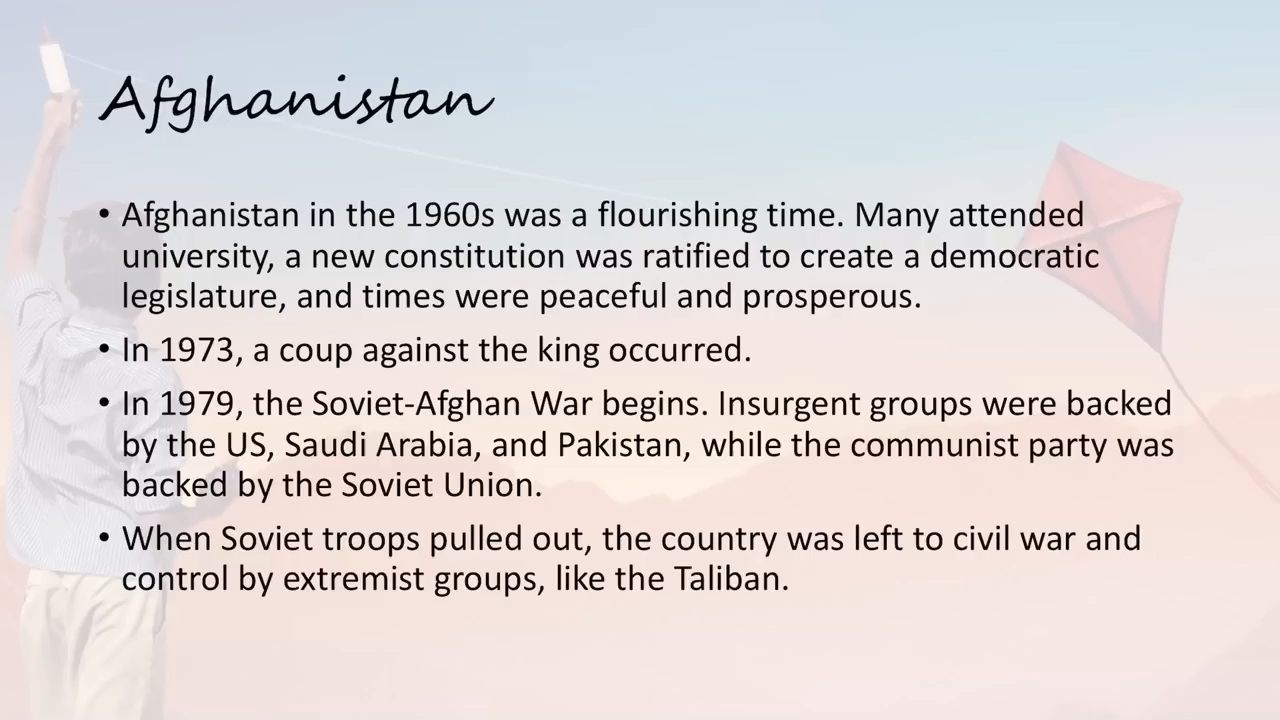 Afghanistan
• Afghanistan in the 1960s was a flourishing time. Many attended
university, a new constitution was ratified to create a democratic
legislature, and times were peaceful and prosperous.
• In 1973, a coup against the king occurred.
• In 1979, the Soviet-Afghan War begins. Insurgent groups were backed
by the US, Saudi Arabia, and Pakistan, while the communist party was
backed by the Soviet Union.
• When Soviet troops pulled out, the country was left to civil war and
control by extremist groups, like the Taliban.